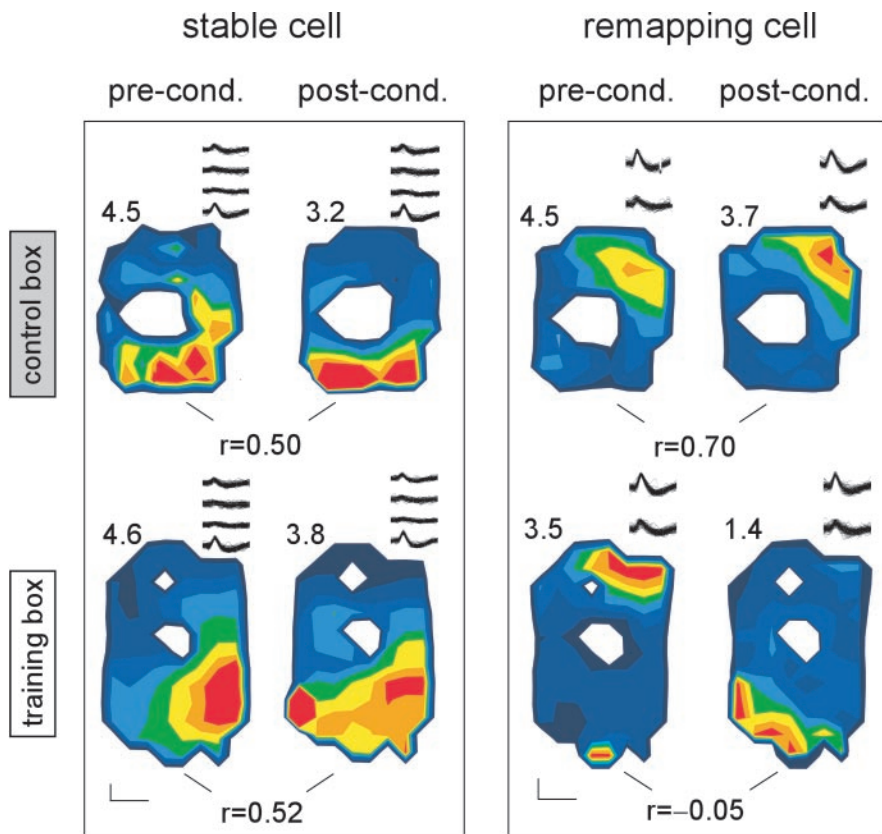 stable cell remapping cell
pre-cond. post-cond. pre-cond. post-cond.
control box
4.5 3.2 4.5 3.7
r=0.50 r=0.70
training box
4.6 3.8 3.5 1.4
r=0.52 r=−0.05